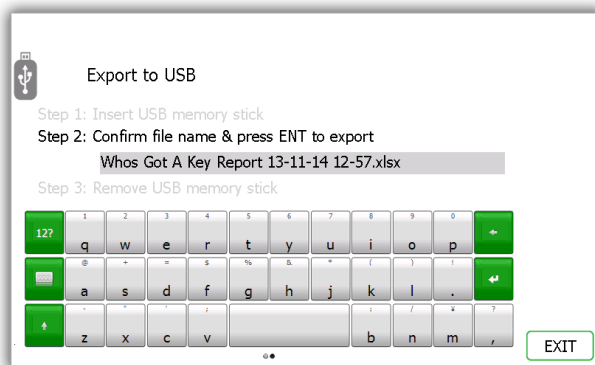 Export to USB
Step 1: Insert USB memory stick
Step 2: Confirm file name & press ENT to export
Whos Got A Key Report 13-11-14 12-57.xlsx
Step 3: Remove USB memory stick
1 2 3 4 5 6 7 8 9 0
12? q w e r t y u i o p
@ + = $ % & * ( ) !
a s d f g h j k l .
- " ' ; : / ¥ ?
z x c v b n m ,
EXIT